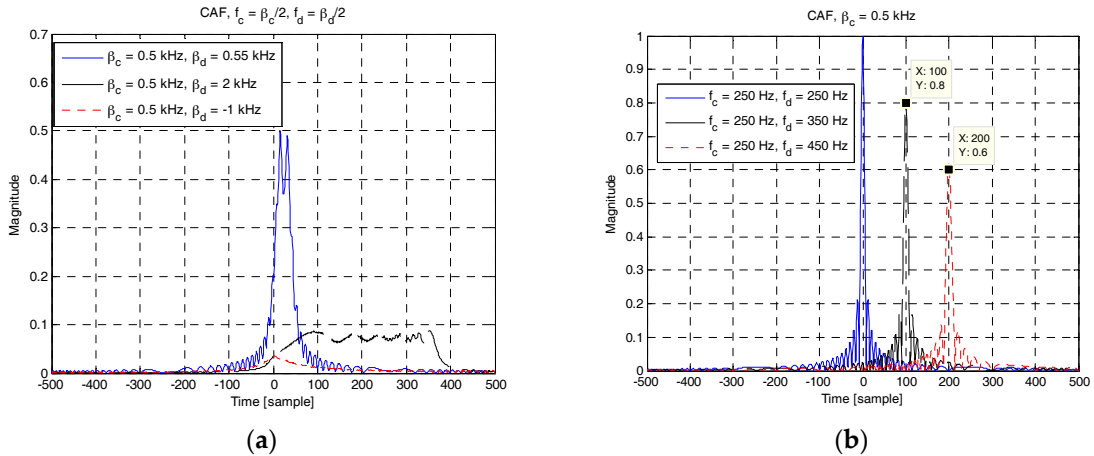 CAF, f_c = β_c/2, f_d = β_d/2
0.7
0.6
0.5
0.4
0.3
0.2
0.1
0
Magnitude
β_c = 0.5 kHz, β_d = 0.55 kHz
β_c = 0.5 kHz, β_d = 2 kHz
β_c = 0.5 kHz, β_d = -1 kHz
-500 -400 -300 -200 -100 0 100 200 300 400 500
Time [sample]
(a)
CAF, β_c = 0.5 kHz
1
0.9
0.8
0.7
0.6
0.5
0.4
0.3
0.2
0.1
0
Magnitude
f_c = 250 Hz, f_d = 250 Hz
f_c = 250 Hz, f_d = 350 Hz
f_c = 250 Hz, f_d = 450 Hz
X: 100
Y: 0.8
X: 200
Y: 0.6
-500 -400 -300 -200 -100 0 100 200 300 400 500
Time [sample]
(b)